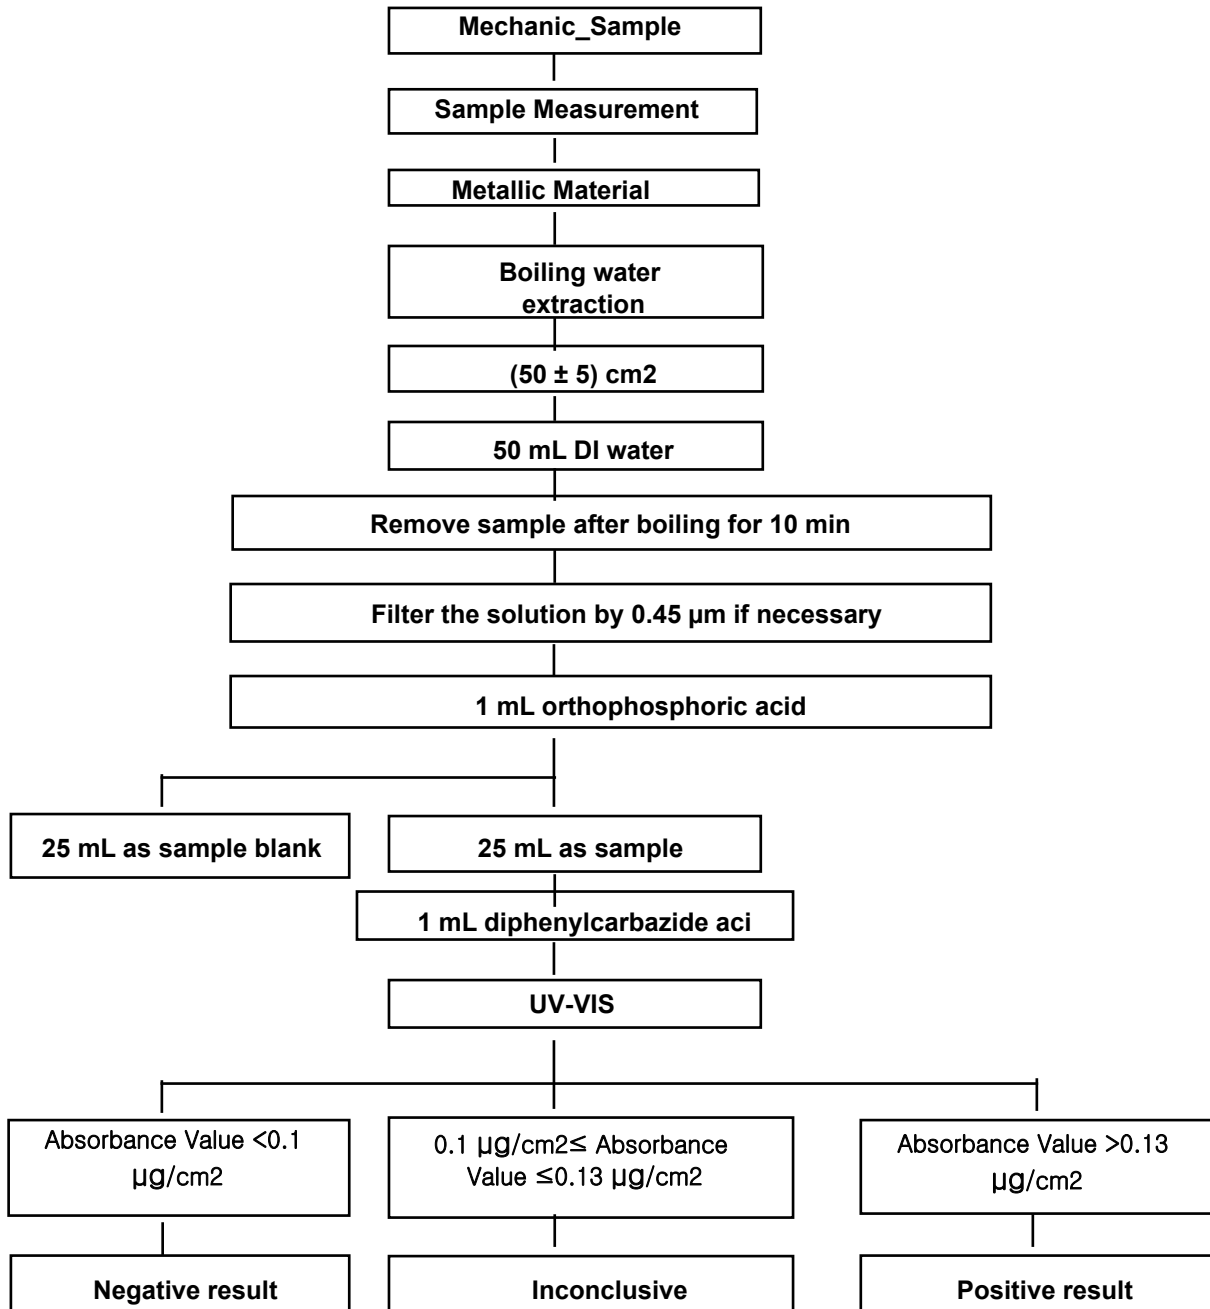 Mechanic_Sample
Sample Measurement
Metallic Material
Boiling water
extraction
(50 ± 5) cm2
50 mL DI water
Remove sample after boiling for 10 min
Filter the solution by 0.45 µm if necessary
1 mL orthophosphoric acid
25 mL as sample blank
25 mL as sample
1 mL diphenylcarbazide aci
UV-VIS
Absorbance Value <0.1
µg/cm2
0.1 µg/cm2≤ Absorbance
Value ≤0.13 µg/cm2
Absorbance Value >0.13
µg/cm2
Negative result
Inconclusive
Positive result